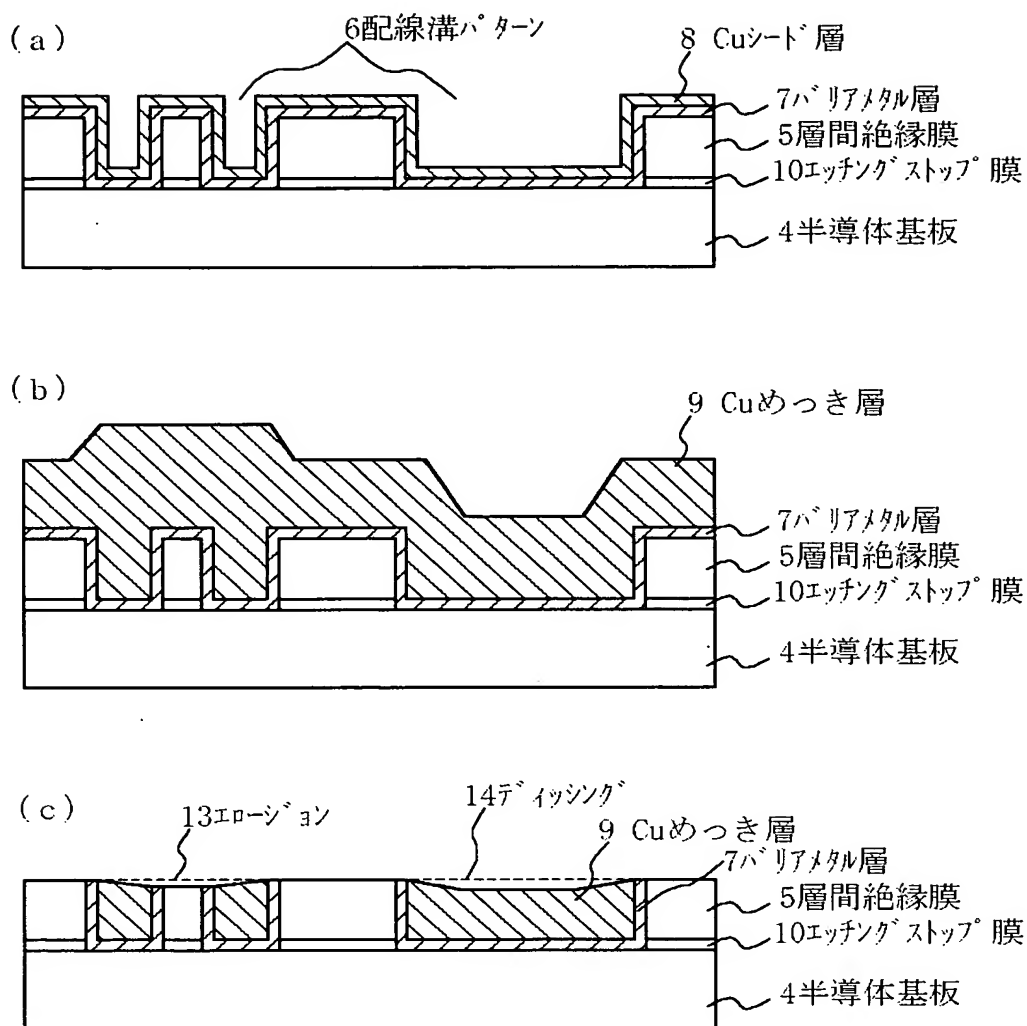 (a)
6配線溝パターン
8 Cuシード層
7バリアメタル層
5層間絶縁膜
10エッチングストップ膜
4半導体基板
(b)
9 Cuめっき層
7バリアメタル層
5層間絶縁膜
10エッチングストップ膜
4半導体基板
(c)
13エロージョン
14ディッシング
9 Cuめっき層
7バリアメタル層
5層間絶縁膜
10エッチングストップ膜
4半導体基板